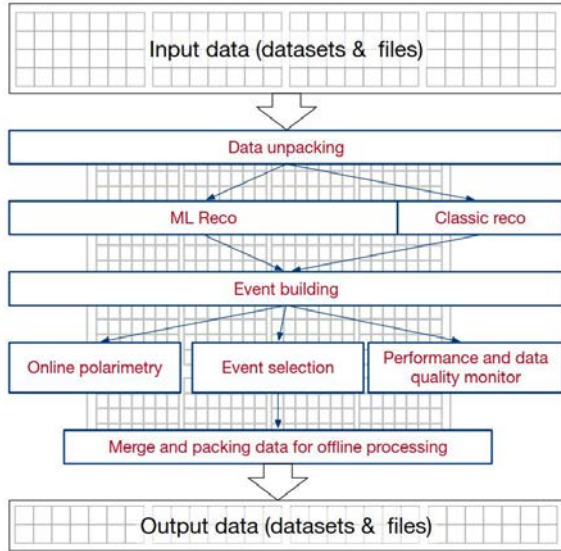 Input data (datasets &  files)
Data unpacking
ML Reco
Classic reco
Event building
Online polarimetry
Event selection
Performance and data
quality monitor
Merge and packing data for offline processing
Output data (datasets &  files)